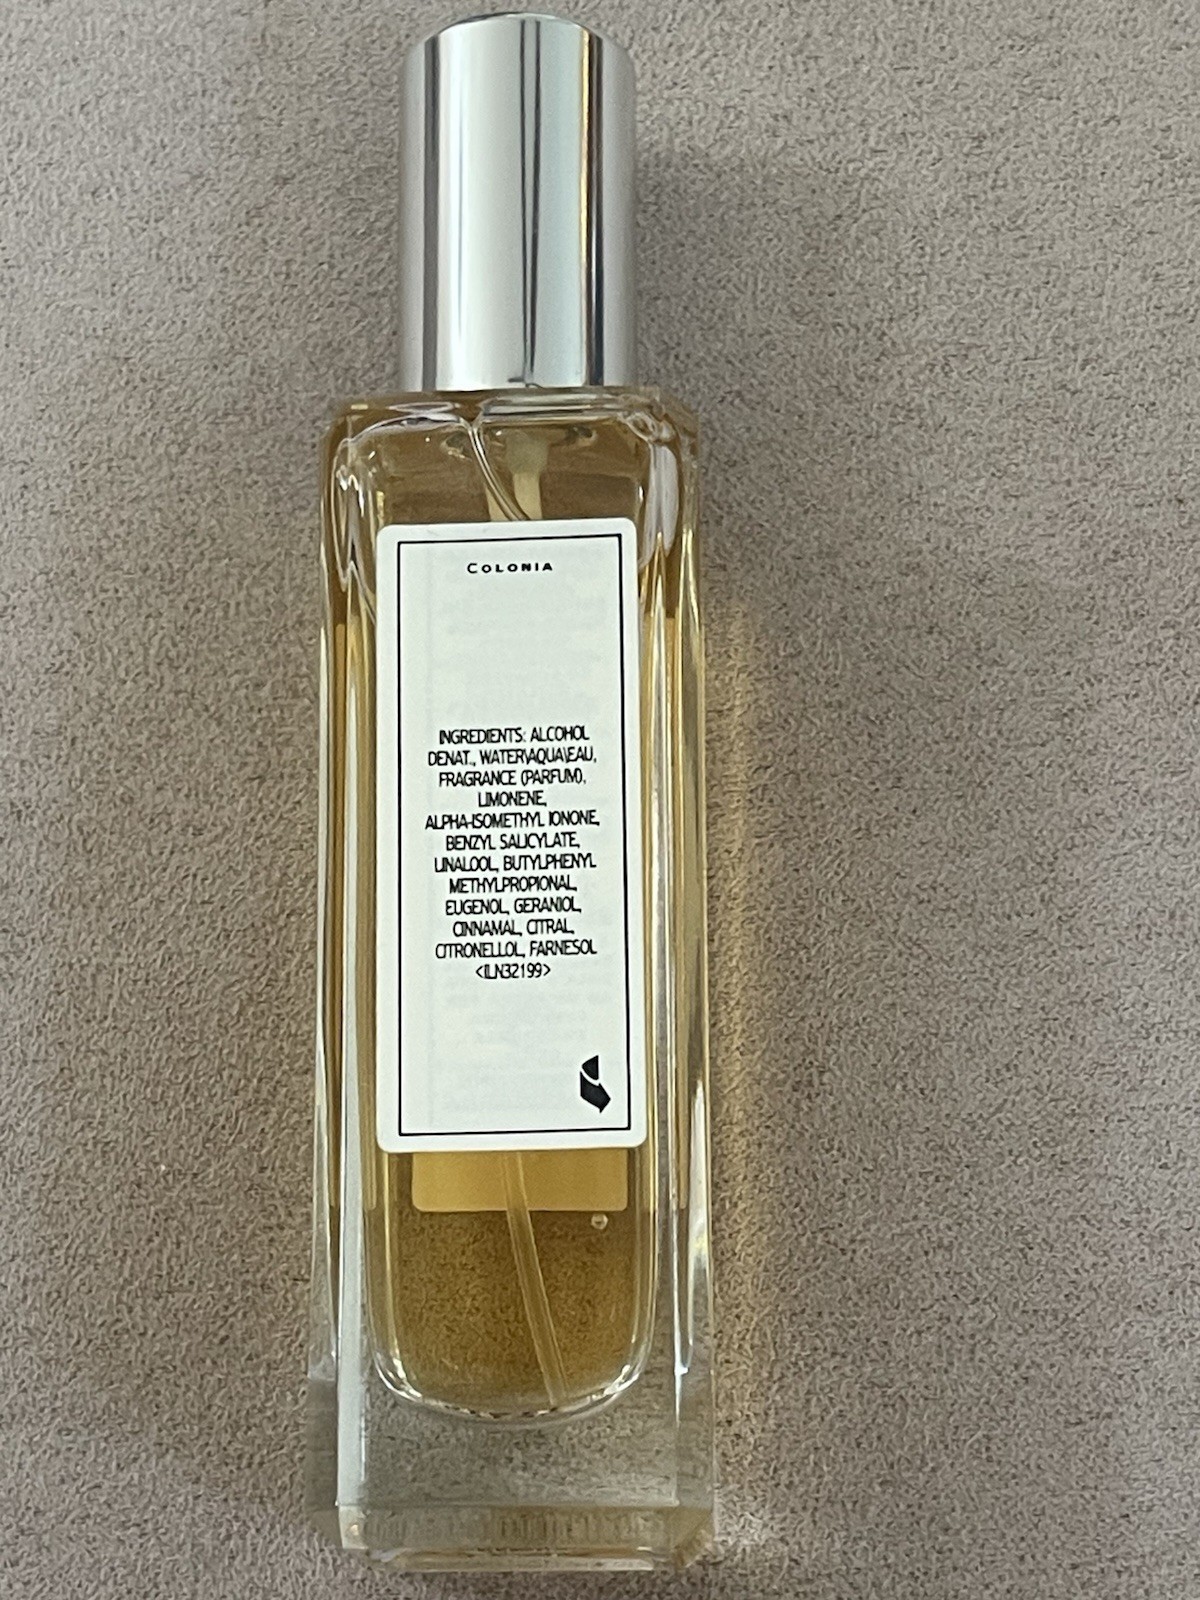 COLONIA
INGREDIENTS: ALCOHOL
DENAT., WATER\AQUA\EAU,
FRAGRANCE (PARFUM),
LIMONENE,
ALPHA-ISOMETHYL IONONE,
BENZYL SALICYLATE,
LINALOOL, BUTYLPHENYL
METHYLPROPIONAL,
EUGENOL, GERANIOL,
CINNAMAL, CITRAL,
CITRONELLOL, FARNESOL
<ILN32199>